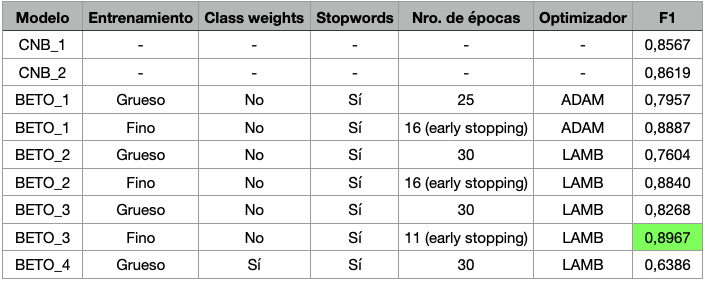 Modelo Entrenamiento Class weights Stopwords Nro. de épocas Optimizador F1
CNB_1 - - - - - 0,8567
CNB_2 - - - - - 0,8619
BETO_1 Grueso No Sí 25 ADAM 0,7957
BETO_1 Fino No Sí 16 (early stopping) ADAM 0,8887
BETO_2 Grueso No Sí 30 LAMB 0,7604
BETO_2 Fino No Sí 16 (early stopping) LAMB 0,8840
BETO_3 Grueso No Sí 30 LAMB 0,8268
BETO_3 Fino No Sí 11 (early stopping) LAMB 0,8967
BETO_4 Grueso Sí Sí 30 LAMB 0,6386